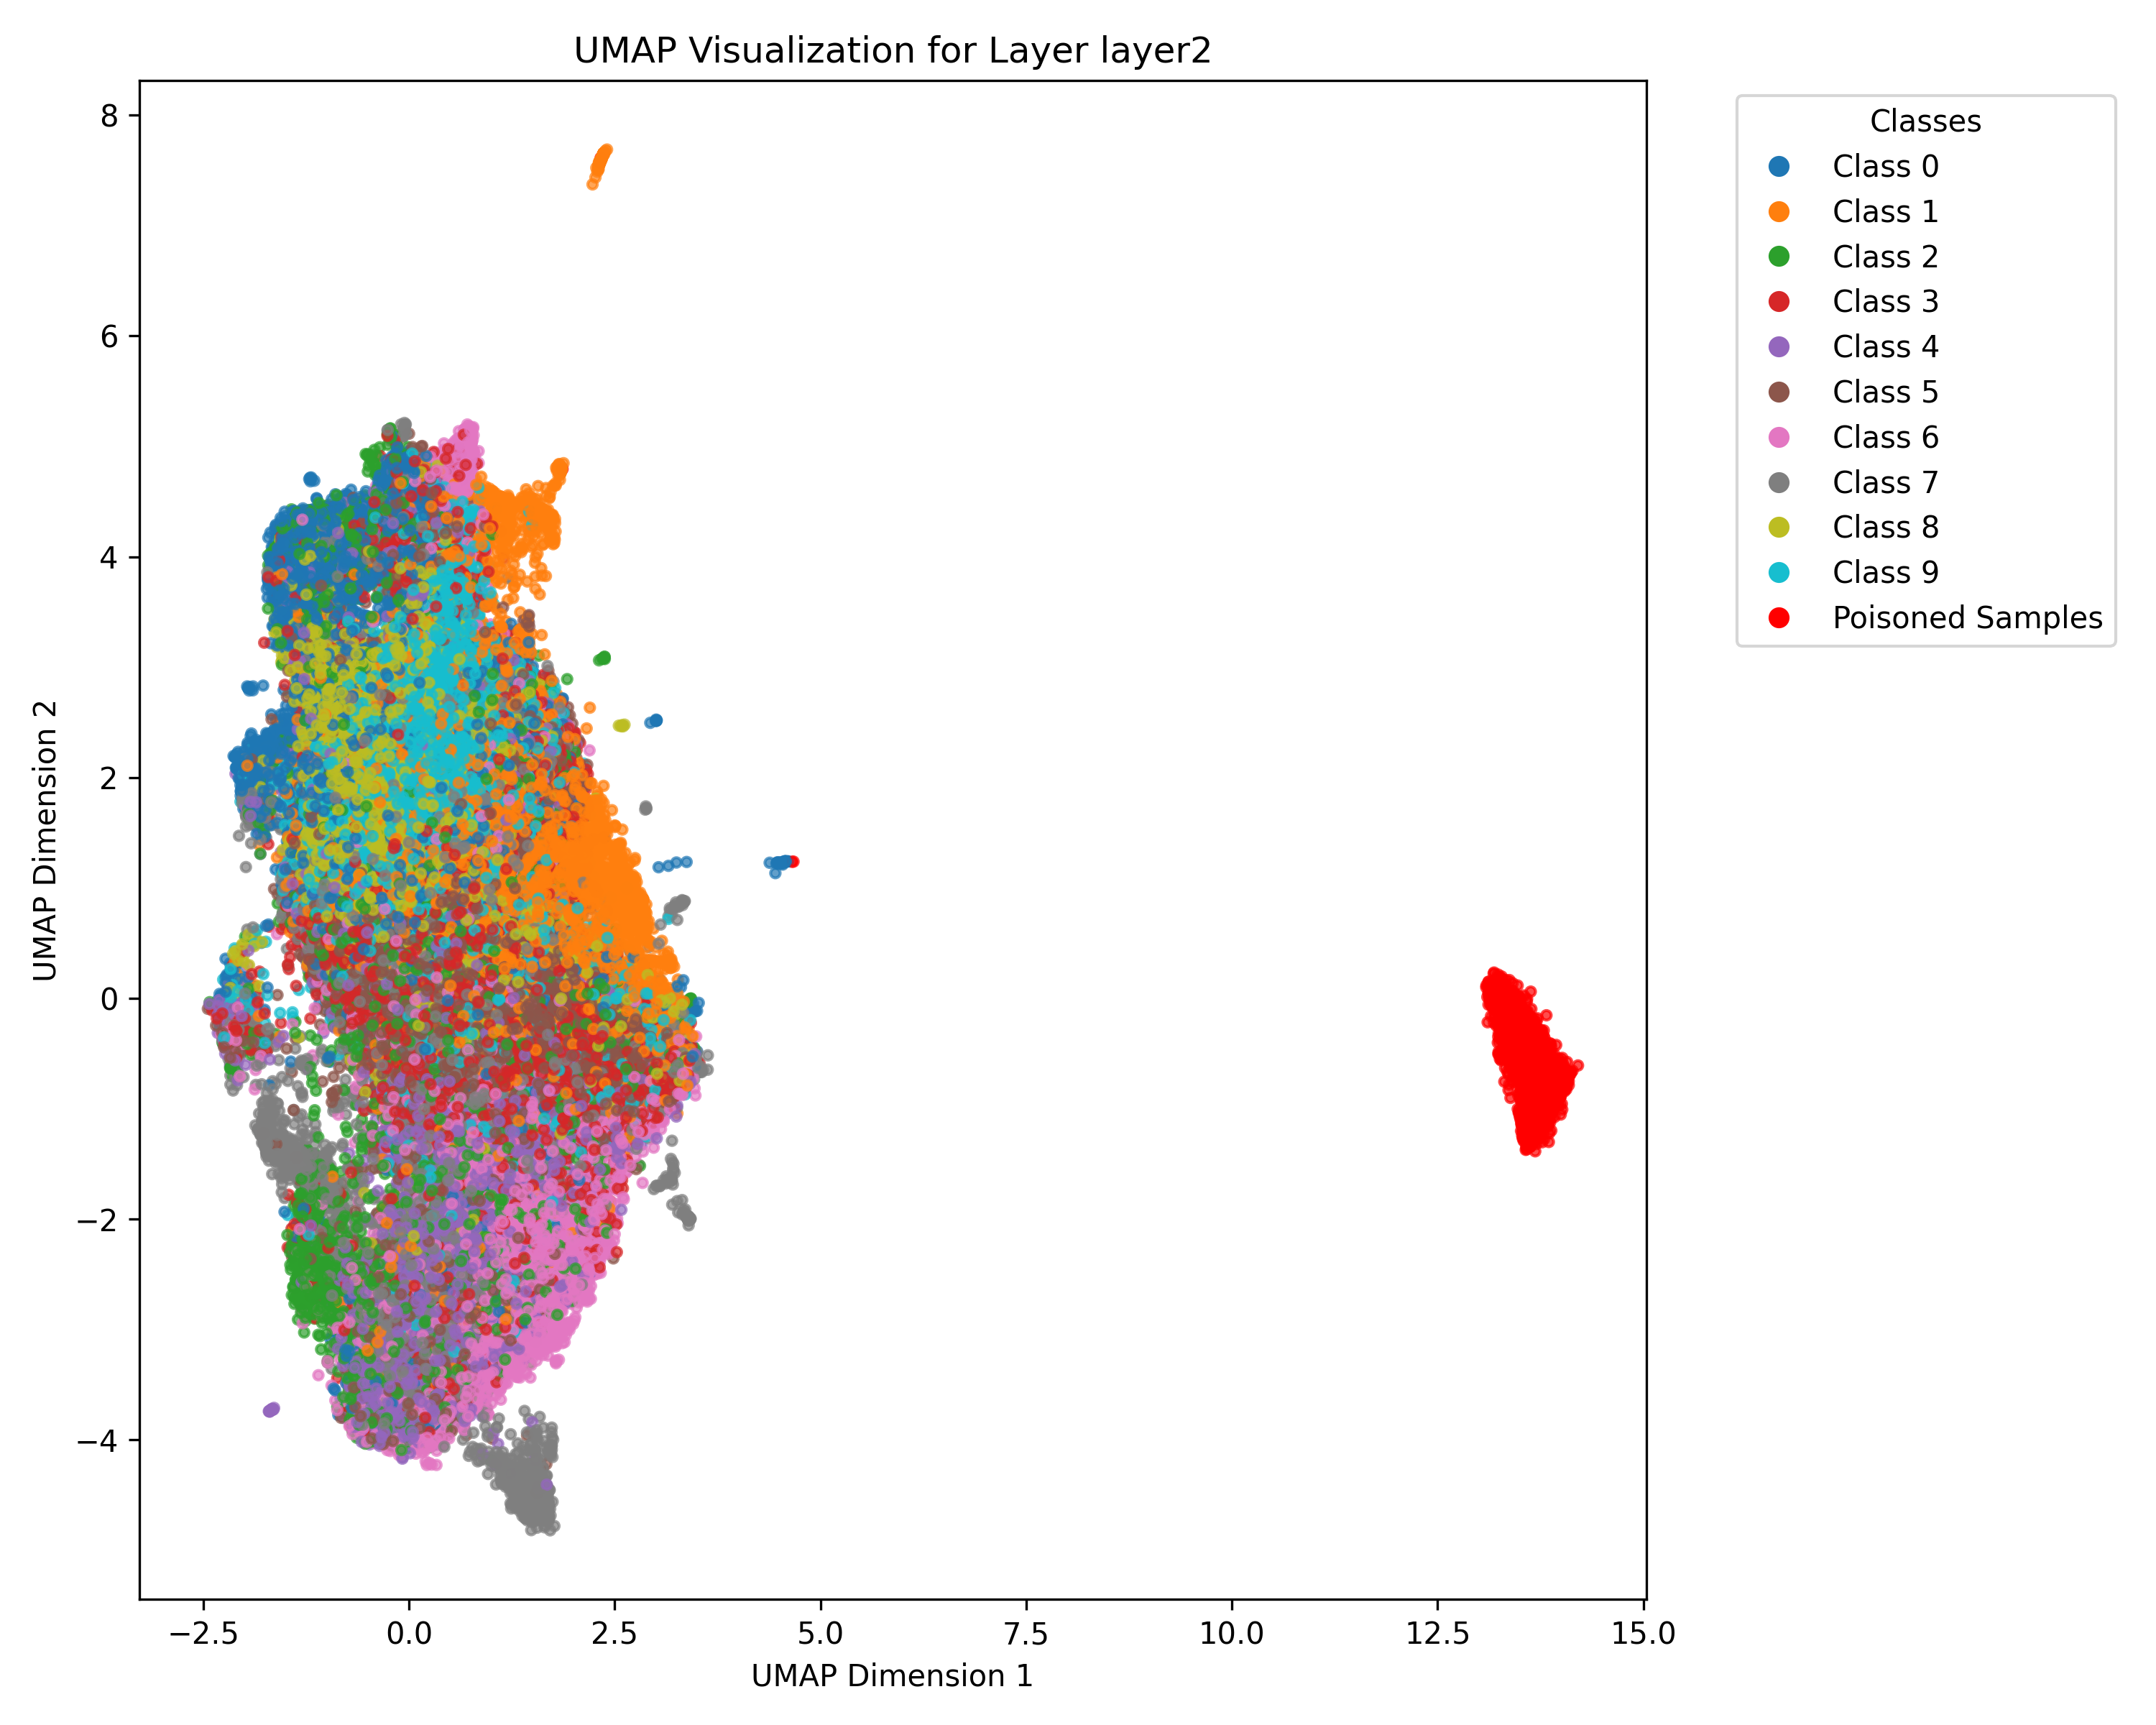 UMAP Visualization for Layer layer2
8
6
4
2
0
−2
−4
UMAP Dimension 2
−2.5 0.0 2.5 5.0 7.5 10.0 12.5 15.0
UMAP Dimension 1
Classes
Class 0
Class 1
Class 2
Class 3
Class 4
Class 5
Class 6
Class 7
Class 8
Class 9
Poisoned Samples